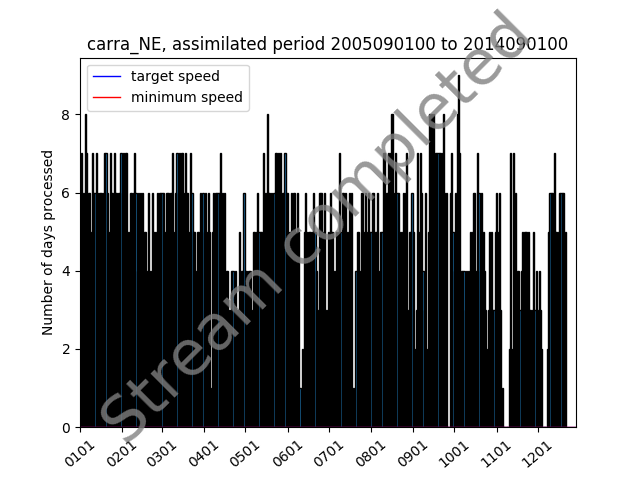 carra_NE, assimilated period 2005090100 to 2014090100
target speed
minimum speed
Number of days processed
8
6
4
2
0
0101 0201 0301 0401 0501 0601 0701 0801 0901 1001 1101 1201
Stream completed